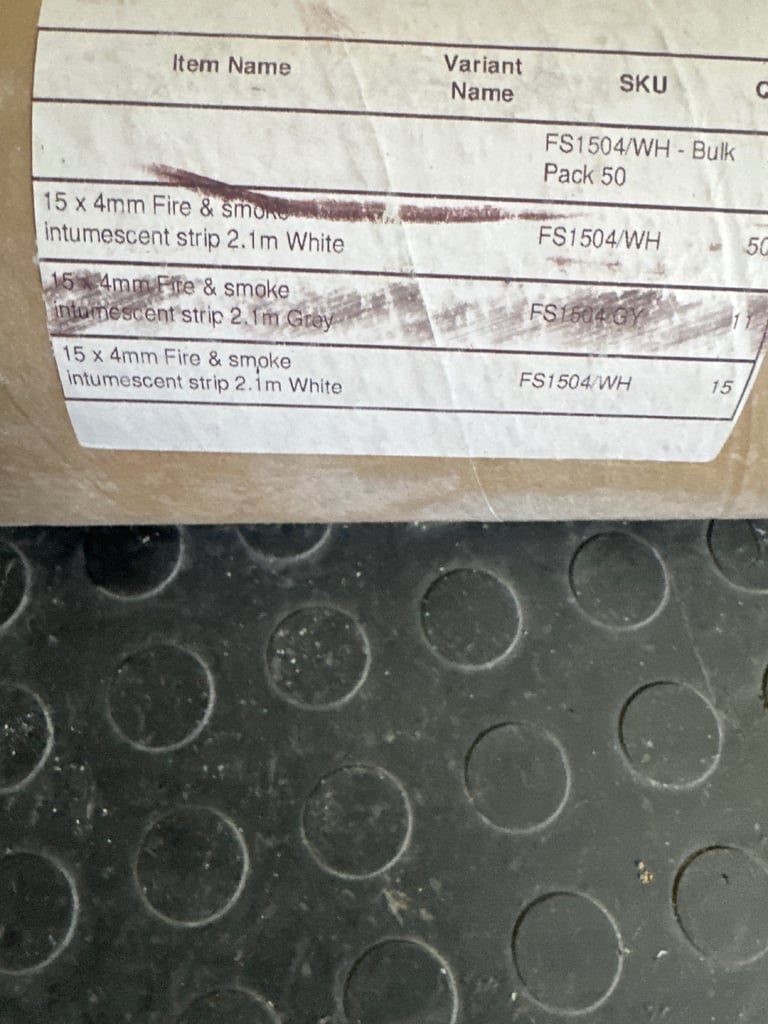 Item Name
Variant
Name
SKU
FS1504/WH - Bulk
Pack 50
15 x 4mm Fire & smoke
intumescent strip 2.1m White
FS1504/WH
50
15 x 4mm Fire & smoke
intumescent strip 2.1m Grey
FS1504/GY
11
15 x 4mm Fire & smoke
intumescent strip 2.1m White
FS1504/WH
15